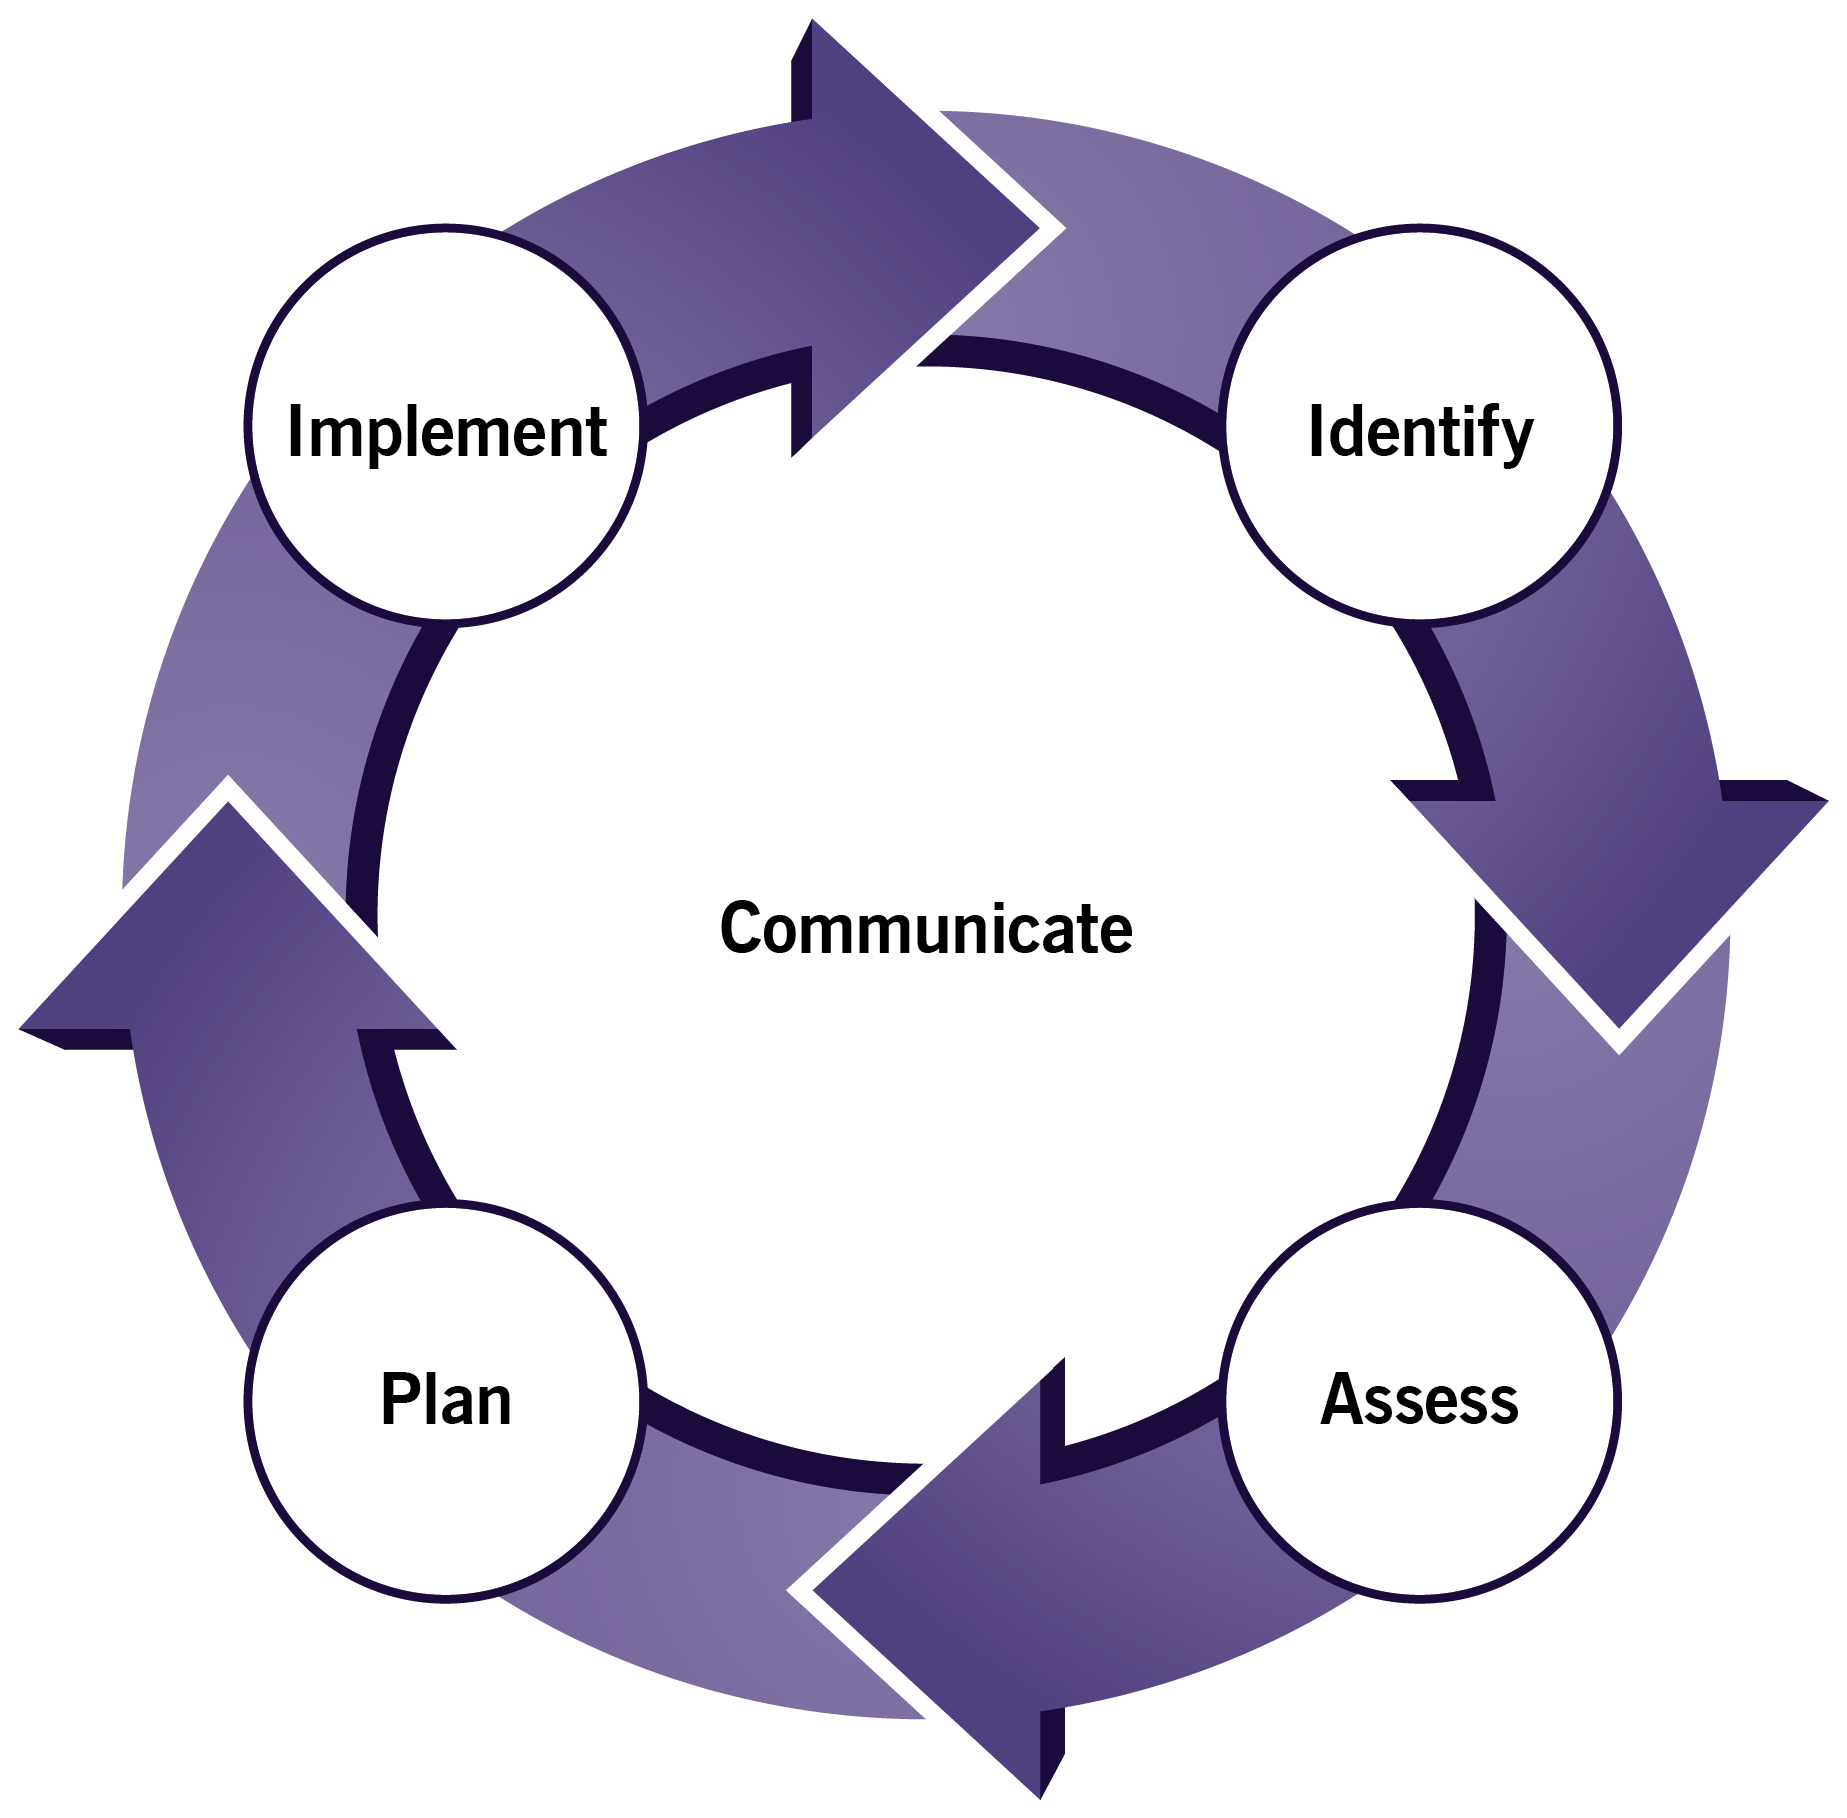 Implement
Identify
Communicate
Plan
Assess